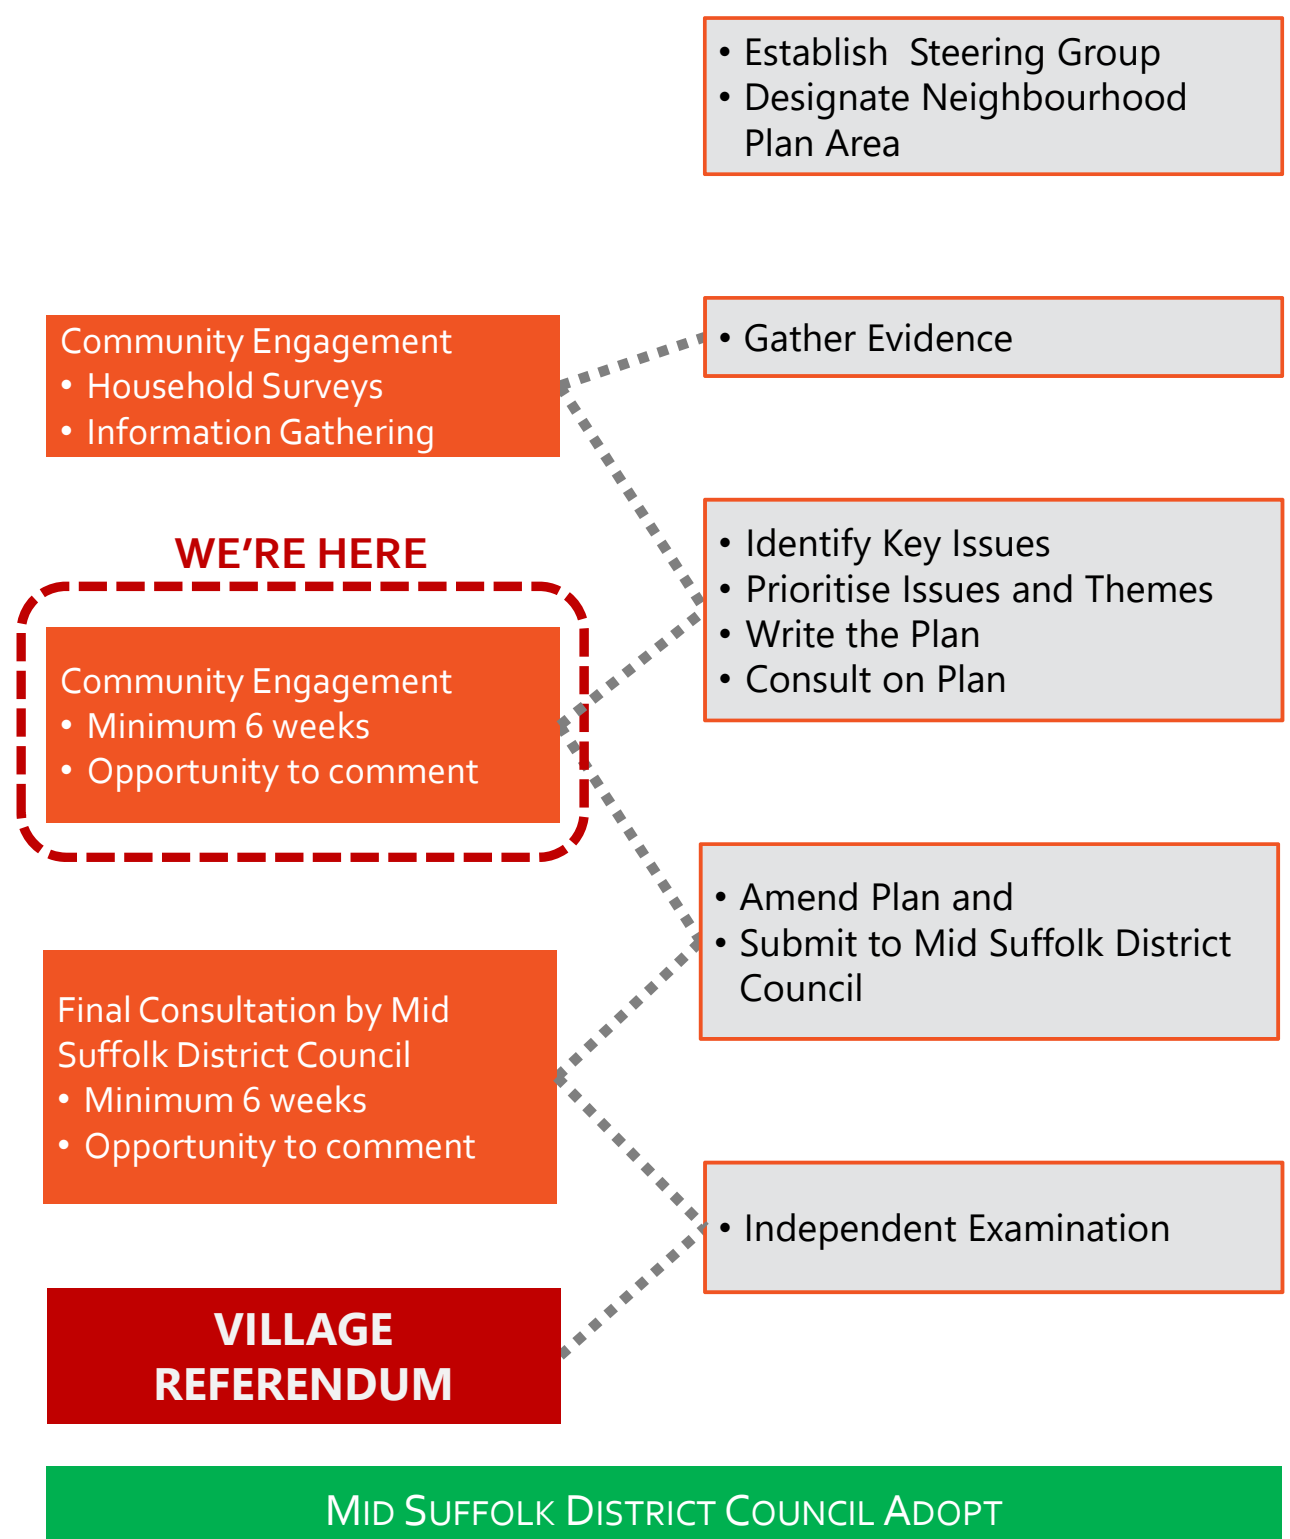 • Establish  Steering Group
• Designate Neighbourhood
Plan Area
Community Engagement
• Household Surveys
• Information Gathering
• Gather Evidence
WE’RE HERE
Community Engagement
• Minimum 6 weeks
• Opportunity to comment
• Identify Key Issues
• Prioritise Issues and Themes
• Write the Plan
• Consult on Plan
• Amend Plan and
• Submit to Mid Suffolk District
Council
Final Consultation by Mid
Suffolk District Council
• Minimum 6 weeks
• Opportunity to comment
• Independent Examination
VILLAGE
REFERENDUM
MID SUFFOLK DISTRICT COUNCIL ADOPT